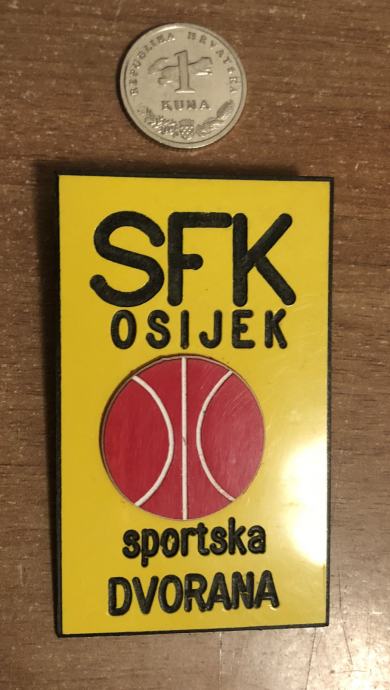 REPUBLIKA HRVATSKA
1
KUNA
SFK
OSIJEK
sportska
DVORANA